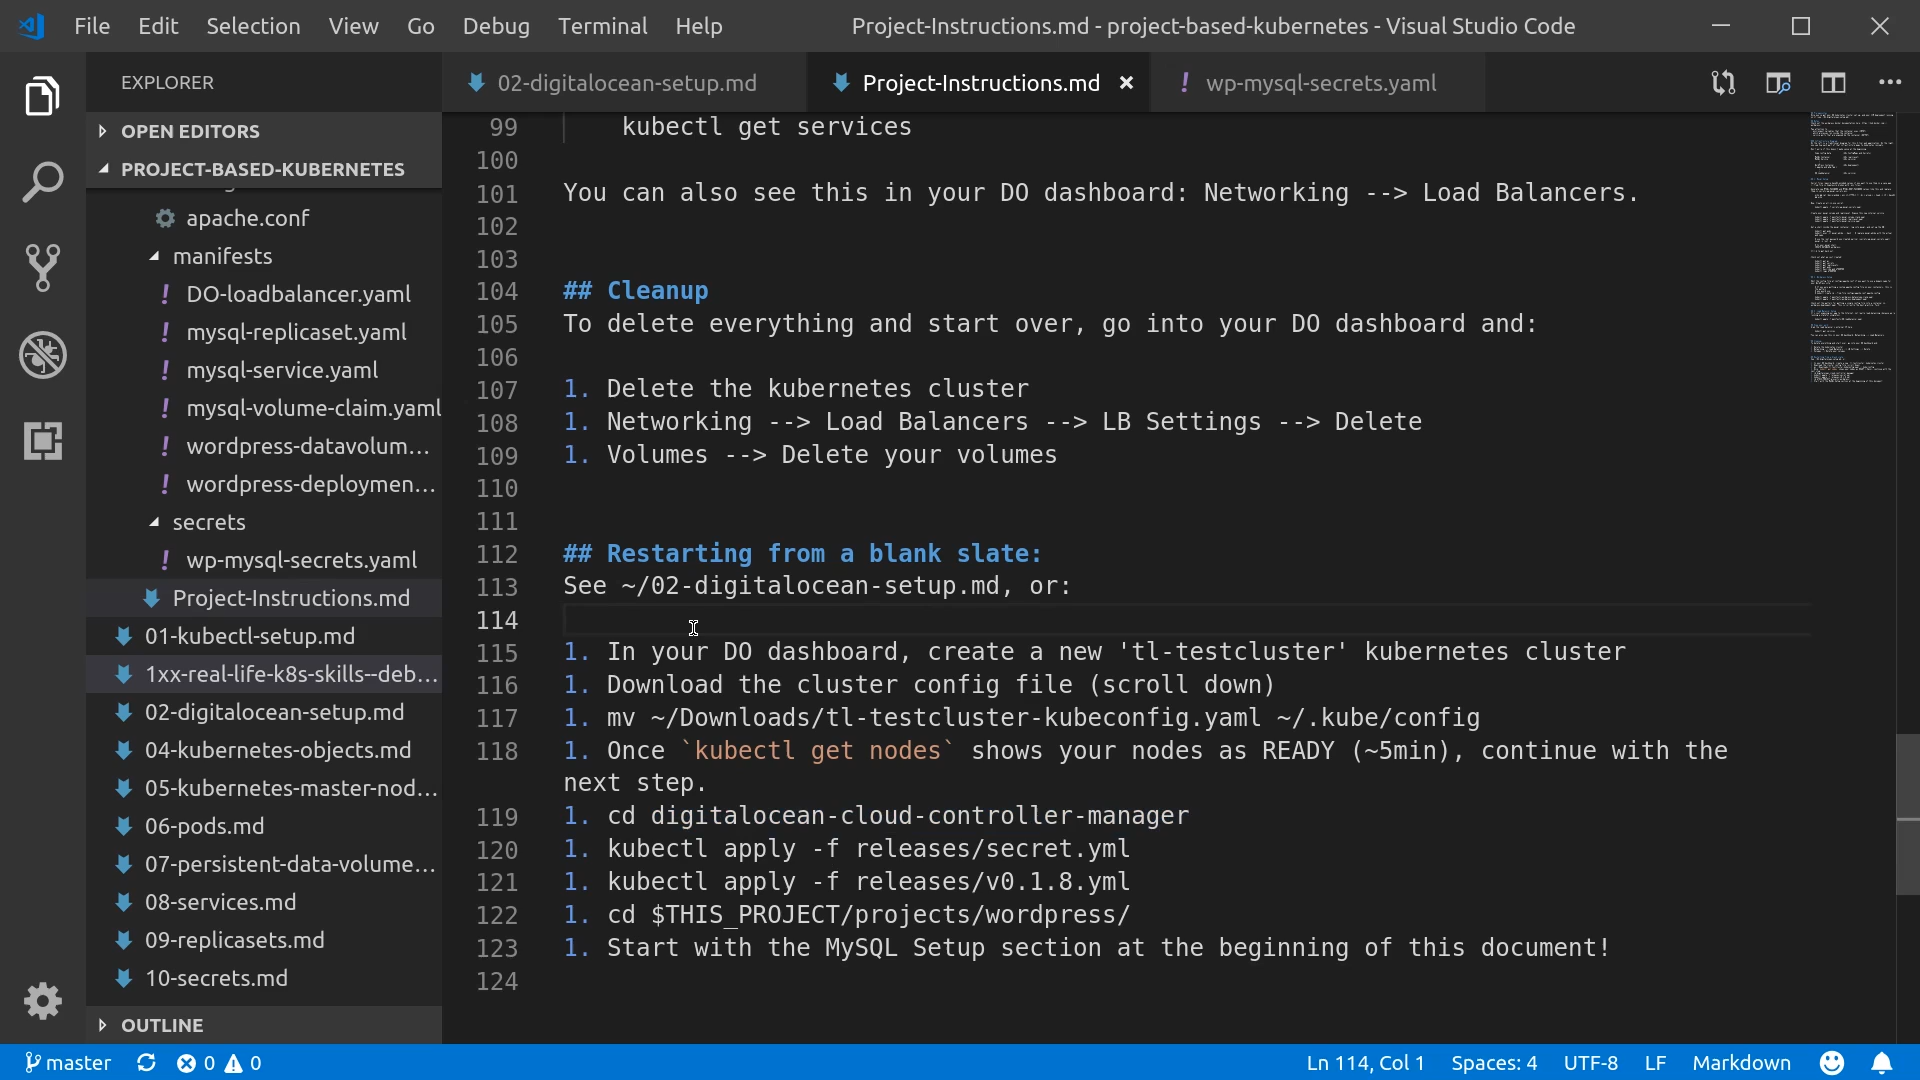 File Edit Selection View Go Debug Terminal Help Project-Instructions.md - project-based-kubernetes - Visual Studio Code
EXPLORER
OPEN EDITORS
PROJECT-BASED-KUBERNETES
apache.conf
manifests
! DO-loadbalancer.yaml
! mysql-replicaset.yaml
! mysql-service.yaml
! mysql-volume-claim.yaml
! wordpress-datavolum...
! wordpress-deploymen...
secrets
! wp-mysql-secrets.yaml
Project-Instructions.md
01-kubectl-setup.md
1xx-real-life-k8s-skills--deb...
02-digitalocean-setup.md
04-kubernetes-objects.md
05-kubernetes-master-nod...
06-pods.md
07-persistent-data-volume...
08-services.md
09-replicasets.md
10-secrets.md
OUTLINE
02-digitalocean-setup.md Project-Instructions.md × ! wp-mysql-secrets.yaml
99 kubectl get services
100
101 You can also see this in your DO dashboard: Networking --> Load Balancers.
102
103
104 ## Cleanup
105 To delete everything and start over, go into your DO dashboard and:
106
107 1. Delete the kubernetes cluster
108 1. Networking --> Load Balancers --> LB Settings --> Delete
109 1. Volumes --> Delete your volumes
110
111
112 ## Restarting from a blank slate:
113 See ~/02-digitalocean-setup.md, or:
114
115 1. In your DO dashboard, create a new 'tl-testcluster' kubernetes cluster
116 1. Download the cluster config file (scroll down)
117 1. mv ~/Downloads/tl-testcluster-kubeconfig.yaml ~/.kube/config
118 1. Once `kubectl get nodes` shows your nodes as READY (~5min), continue with the
next step.
119 1. cd digitalocean-cloud-controller-manager
120 1. kubectl apply -f releases/secret.yml
121 1. kubectl apply -f releases/v0.1.8.yml
122 1. cd $THIS_PROJECT/projects/wordpress/
123 1. Start with the MySQL Setup section at the beginning of this document!
124
master 0 0 Ln 114, Col 1 Spaces: 4 UTF-8 LF Markdown